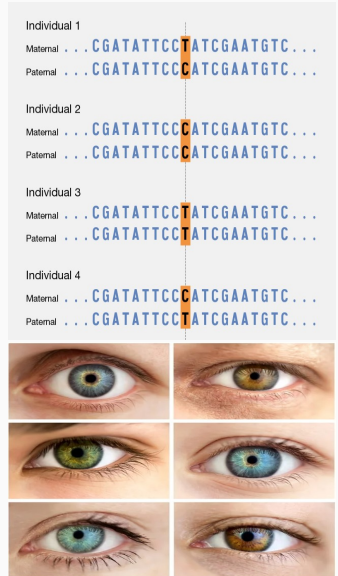 Individual 1
Maternal . . . CGATATTCCTATCGAATGTC . . .
Paternal . . . CGATATTCCCATCGAATGTC . . .
Individual 2
Maternal . . . CGATATTCCCATCGAATGTC . . .
Paternal . . . CGATATTCCCATCGAATGTC . . .
Individual 3
Maternal . . . CGATATTCCTATCGAATGTC . . .
Paternal . . . CGATATTCCTATCGAATGTC . . .
Individual 4
Maternal . . . CGATATTCCCATCGAATGTC . . .
Paternal . . . CGATATTCCTATCGAATGTC . . .